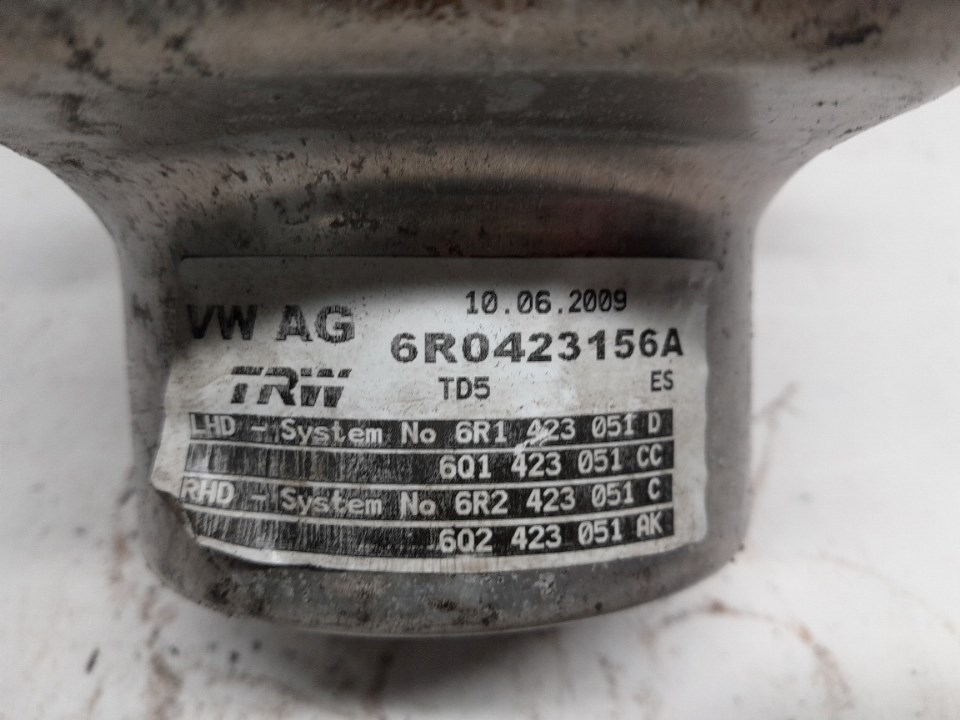 10.06.2009
VW AG
6R0423156A
TRW TD5 ES
LHD - System No 6R1 423 051 D
6Q1 423 051 CC
RHD - System No 6R2 423 051 C
6Q2 423 051 AK